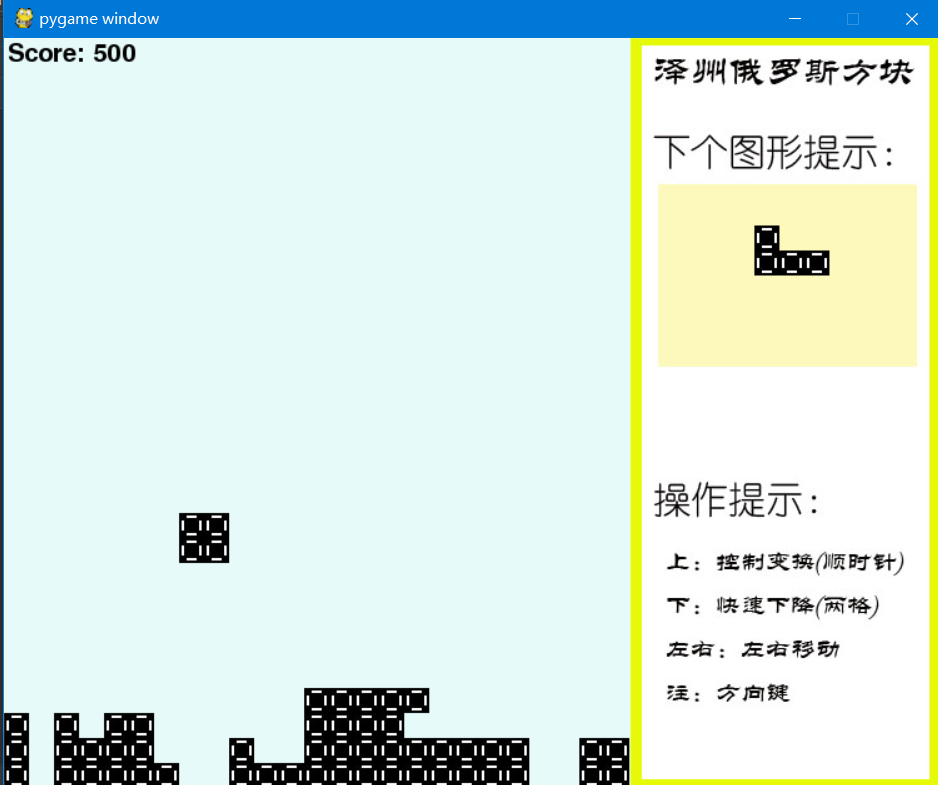 pygame window
Score: 500
泽州俄罗斯方块
下个图形提示:
操作提示:
上：控制变换(顺时针)
下：快速下降(两格)
左右：左右移动
注：方向键